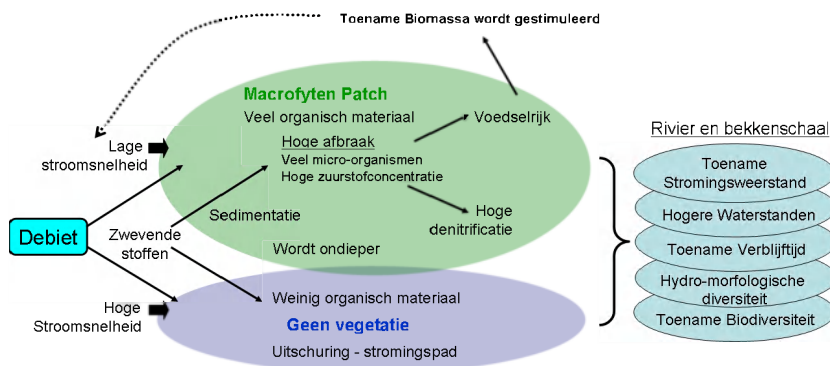 Toename Biomassa wordt gestimuleerd
Macrofyten Patch
Veel organisch materiaal
Voedselrijk
Lage
stroomsnelheid
Hoge afbraak
Veel micro-organismen
Hoge zuurstofconcentratie
Sedimentatie
Hoge
denitrificatie
Debiet
Zwevende
stoffen
Wordt ondieper
Hoge
Stroomsnelheid
Weinig organisch materiaal
Geen vegetatie
Uitschuring - stromingspad
Rivier en bekkenschaal
Toename
Stromingsweerstand
Hogere Waterstanden
Toename Verblijftijd
Hydro-morfologische
diversiteit
Toename Biodiversiteit